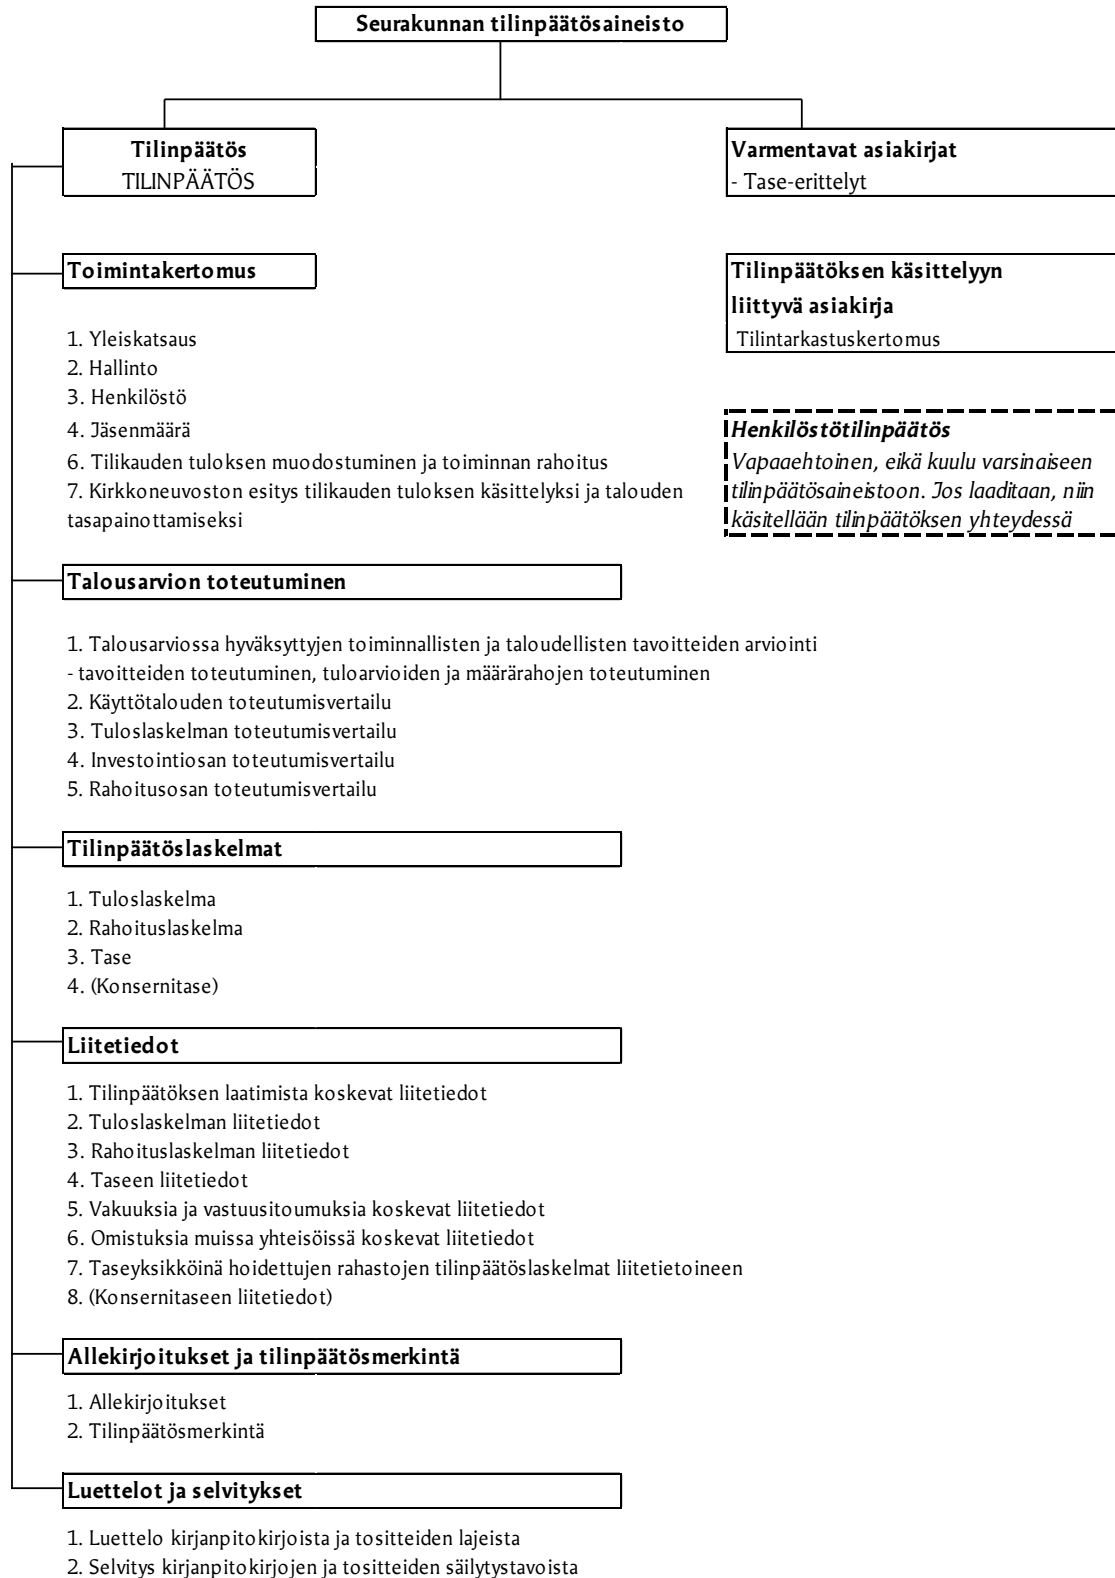 Seurakunnan tilinpäätösaineisto
Tilinpäätös
TILINPÄÄTÖS
Varmentavat asiakirjat
- Tase-erittelyt
Toimintakertomus
1. Yleiskatsaus
2. Hallinto
3. Henkilöstö
4. Jäsenmäärä
6. Tilikauden tuloksen muodostuminen ja toiminnan rahoitus
7. Kirkkoneuvoston esitys tilikauden tuloksen käsittelyksi ja talouden
tasapainottamiseksi
Tilinpäätöksen käsittelyyn
liittyvä asiakirja
Tilintarkastuskertomus
Henkilöstötilinpäätös
Vapaaehtoinen, eikä kuulu varsinaiseen
tilinpäätösaineistoon. Jos laaditaan, niin
käsitellään tilinpäätöksen yhteydessä
Talousarvion toteutuminen
1. Talousarviossa hyväksyttyjen toiminnallisten ja taloudellisten tavoitteiden arviointi
- tavoitteiden toteutuminen, tuloarvioiden ja määrärahojen toteutuminen
2. Käyttötalouden toteutumisvertailu
3. Tuloslaskelman toteutumisvertailu
4. Investointiosan toteutumisvertailu
5. Rahoitusosan toteutumisvertailu
Tilinpäätöslaskelmat
1. Tuloslaskelma
2. Rahoituslaskelma
3. Tase
4. (Konsernitase)
Liitetiedot
1. Tilinpäätöksen laatimista koskevat liitetiedot
2. Tuloslaskelman liitetiedot
3. Rahoituslaskelman liitetiedot
4. Taseen liitetiedot
5. Vakuuksia ja vastuusitoumuksia koskevat liitetiedot
6. Omistuksia muissa yhteisöissä koskevat liitetiedot
7. Taseyksikköinä hoidettujen rahastojen tilinpäätöslaskelmat liitetietoineen
8. (Konsernitaseen liitetiedot)
Allekirjoitukset ja tilinpäätösmerkintä
1. Allekirjoitukset
2. Tilinpäätösmerkintä
Luettelot ja selvitykset
1. Luettelo kirjanpitokirjoista ja tositteiden lajeista
2. Selvitys kirjanpitokirjojen ja tositteiden säilytystavoista